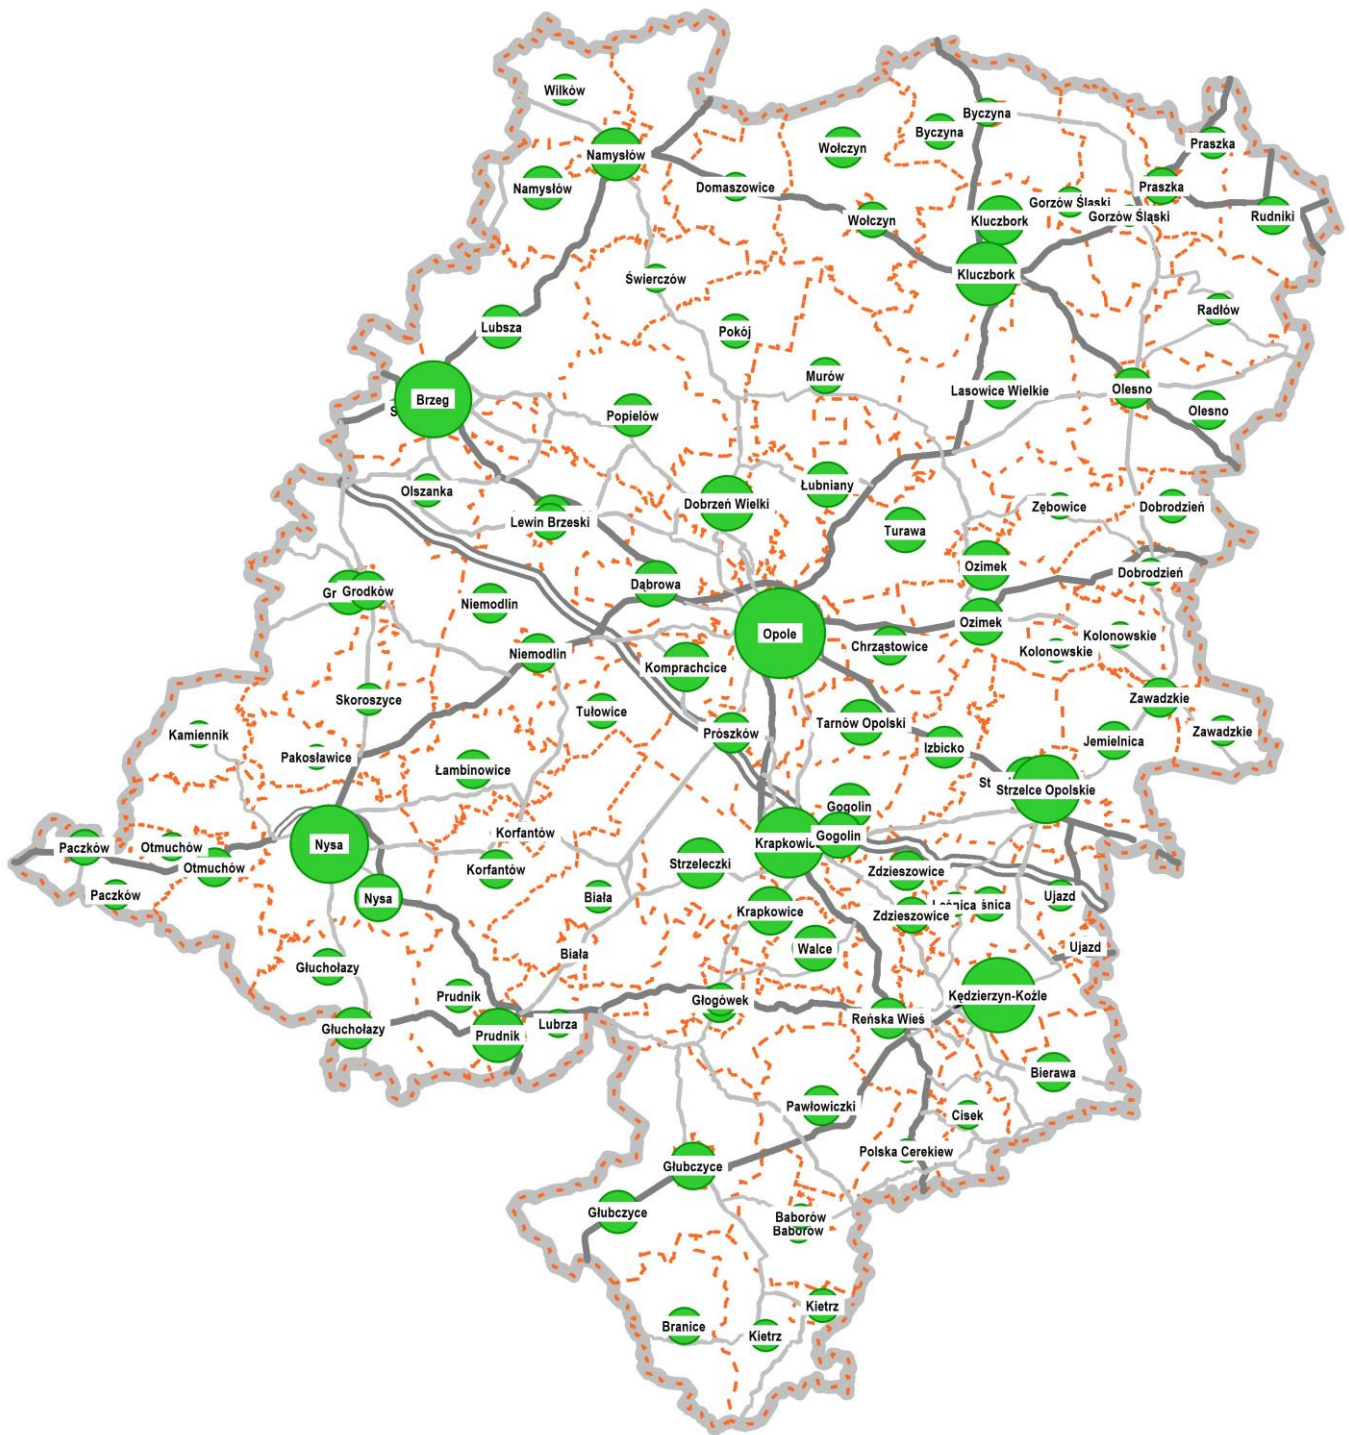 Wilków
Byczyna
Byczyna
Praszka
Wołczyn
Namysłów
Namysłów
Domaszowice
Praszka
Gorzów Śląski
Gorzów Śląski
Rudniki
Wołczyn
Kluczbork
Kluczbork
Świerczów
Radłów
Lubsza
Pokój
Murów
Lasowice Wielkie
Olesno
Olesno
Brzeg
Popielów
Olszanka
Łubniany
Dobrzeń Wielki
Zębowice
Dobrodzień
Lewin Brzeski
Turawa
Ozimek
Dobrodzień
Dąbrowa
Gr
Grodków
Niemodlin
Ozimek
Opole
Kolonowskie
Kolonowskie
Chrząstowice
Niemodlin
Komprachcice
Skoroszyce
Zawadzkie
Zawadzkie
Tułowice
Tarnów Opolski
Prószków
Kamiennik
Izbicko
Jemielnica
Pakosławice
Łambinowice
St
Strzelce Opolskie
Gogolin
Gogolin
Korfantów
Nysa
Krapkowice
Paczków
Otmuchów
Otmuchów
Korfantów
Strzeleczki
Zdzieszowice
Paczków
Nysa
Biała
Ujazd
Leśnica
śnica
Krapkowice
Zdzieszowice
Walce
Ujazd
Biała
Głuchołazy
Prudnik
Kędzierzyn-Koźle
Głogówek
Reńska Wieś
Głuchołazy
Prudnik
Lubrza
Bierawa
Pawłowiczki
Cisek
Polska Cerekiew
Głubczyce
Głubczyce
Baborów
Baborów
Kietrz
Branice
Kietrz